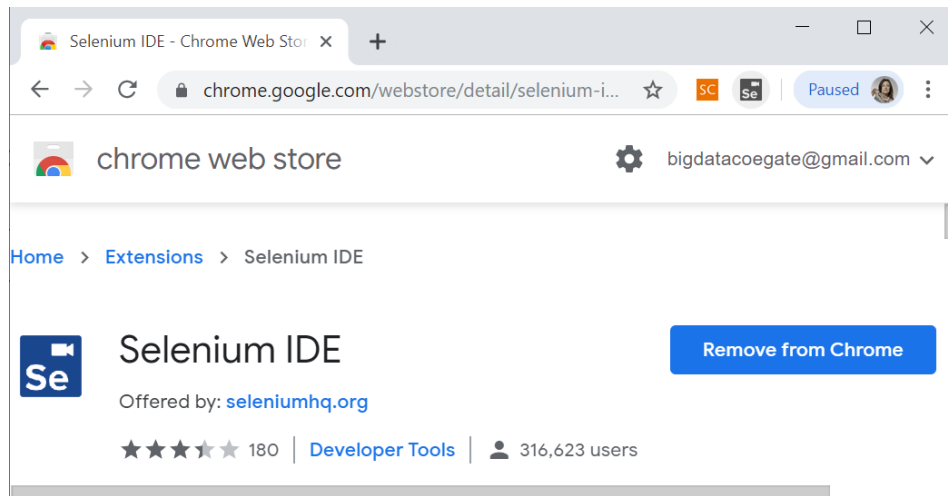 Selenium IDE - Chrome Web Stor
chrome.google.com/webstore/detail/selenium-i...
SC
Se
Paused
chrome web store
bigdatacoegate@gmail.com
Home > Extensions > Selenium IDE
Se
Selenium IDE
Remove from Chrome
Offered by: seleniumhq.org
180 | Developer Tools | 316,623 users